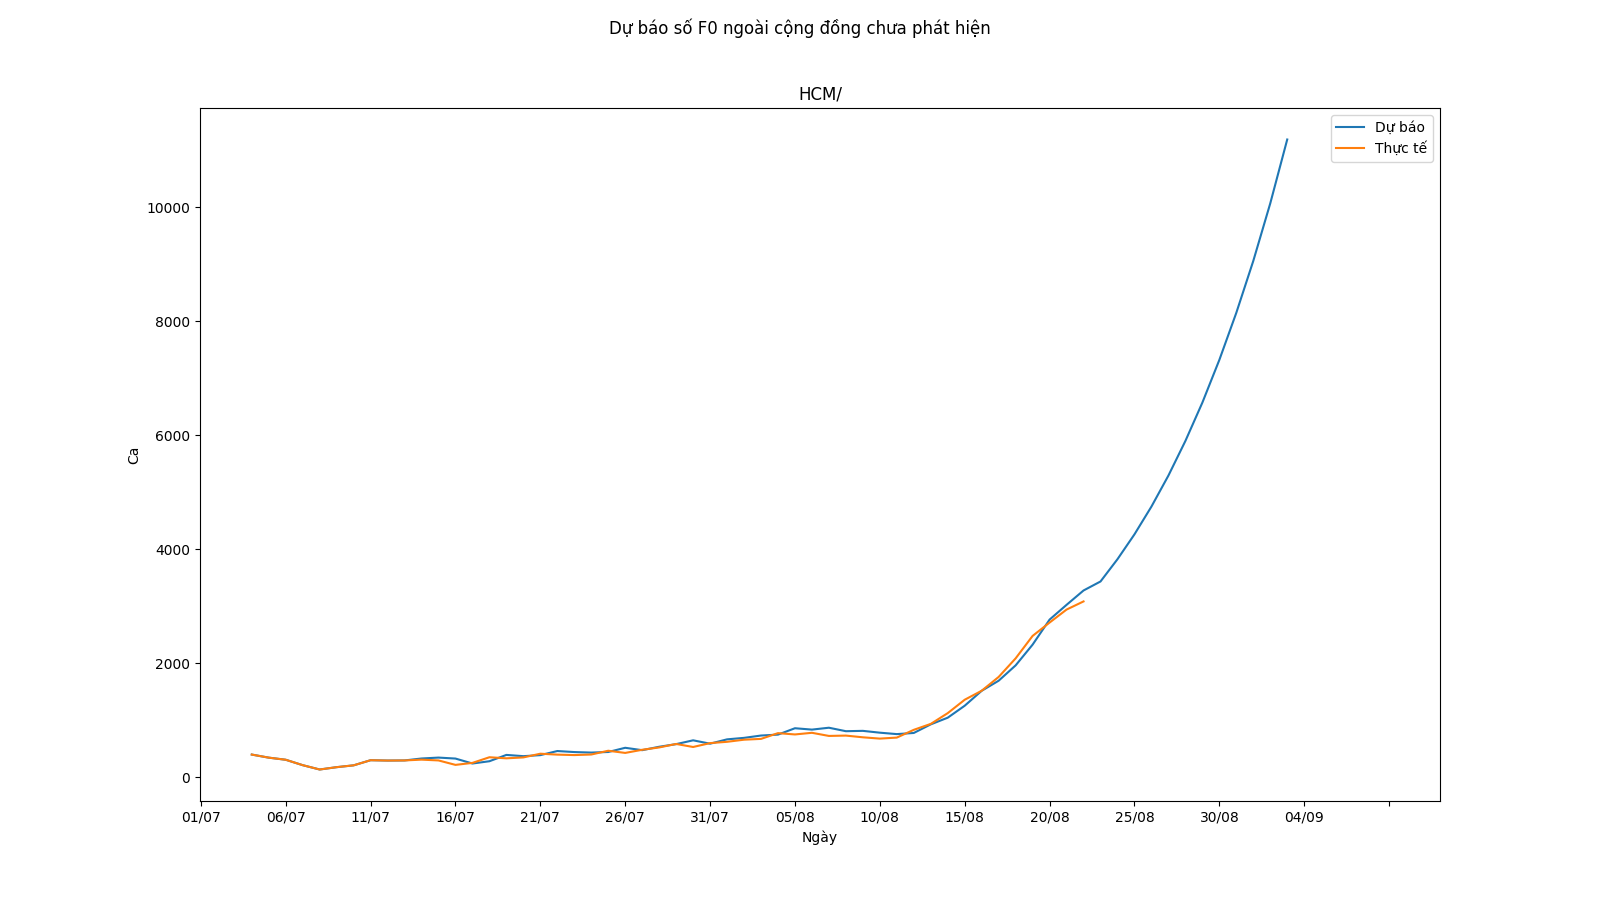 Dự báo số F0 ngoài cộng đồng chưa phát hiện
HCM/
Dự báo
Thực tế
10000
8000
6000
4000
2000
0
Ca
01/07 06/07 11/07 16/07 21/07 26/07 31/07 05/08 10/08 15/08 20/08 25/08 30/08 04/09
Ngày